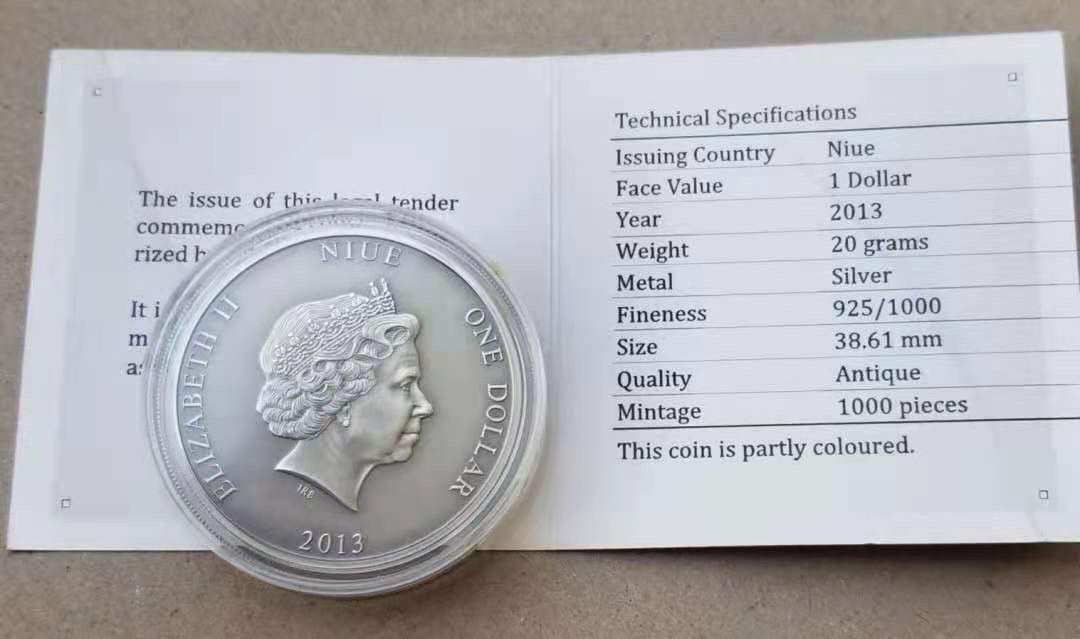 The issue of this legal tender
rized
It i
Technical Specifications
Issuing Country Niue
Face Value 1 Dollar
Year 2013
Weight 20 grams
Metal Silver
Fineness 925/1000
Size 38.61 mm
Quality Antique
Mintage 1000 pieces
This coin is partly coloured.
ELIZABETH II
NIUE
ONE DOLLAR
IRB
2013